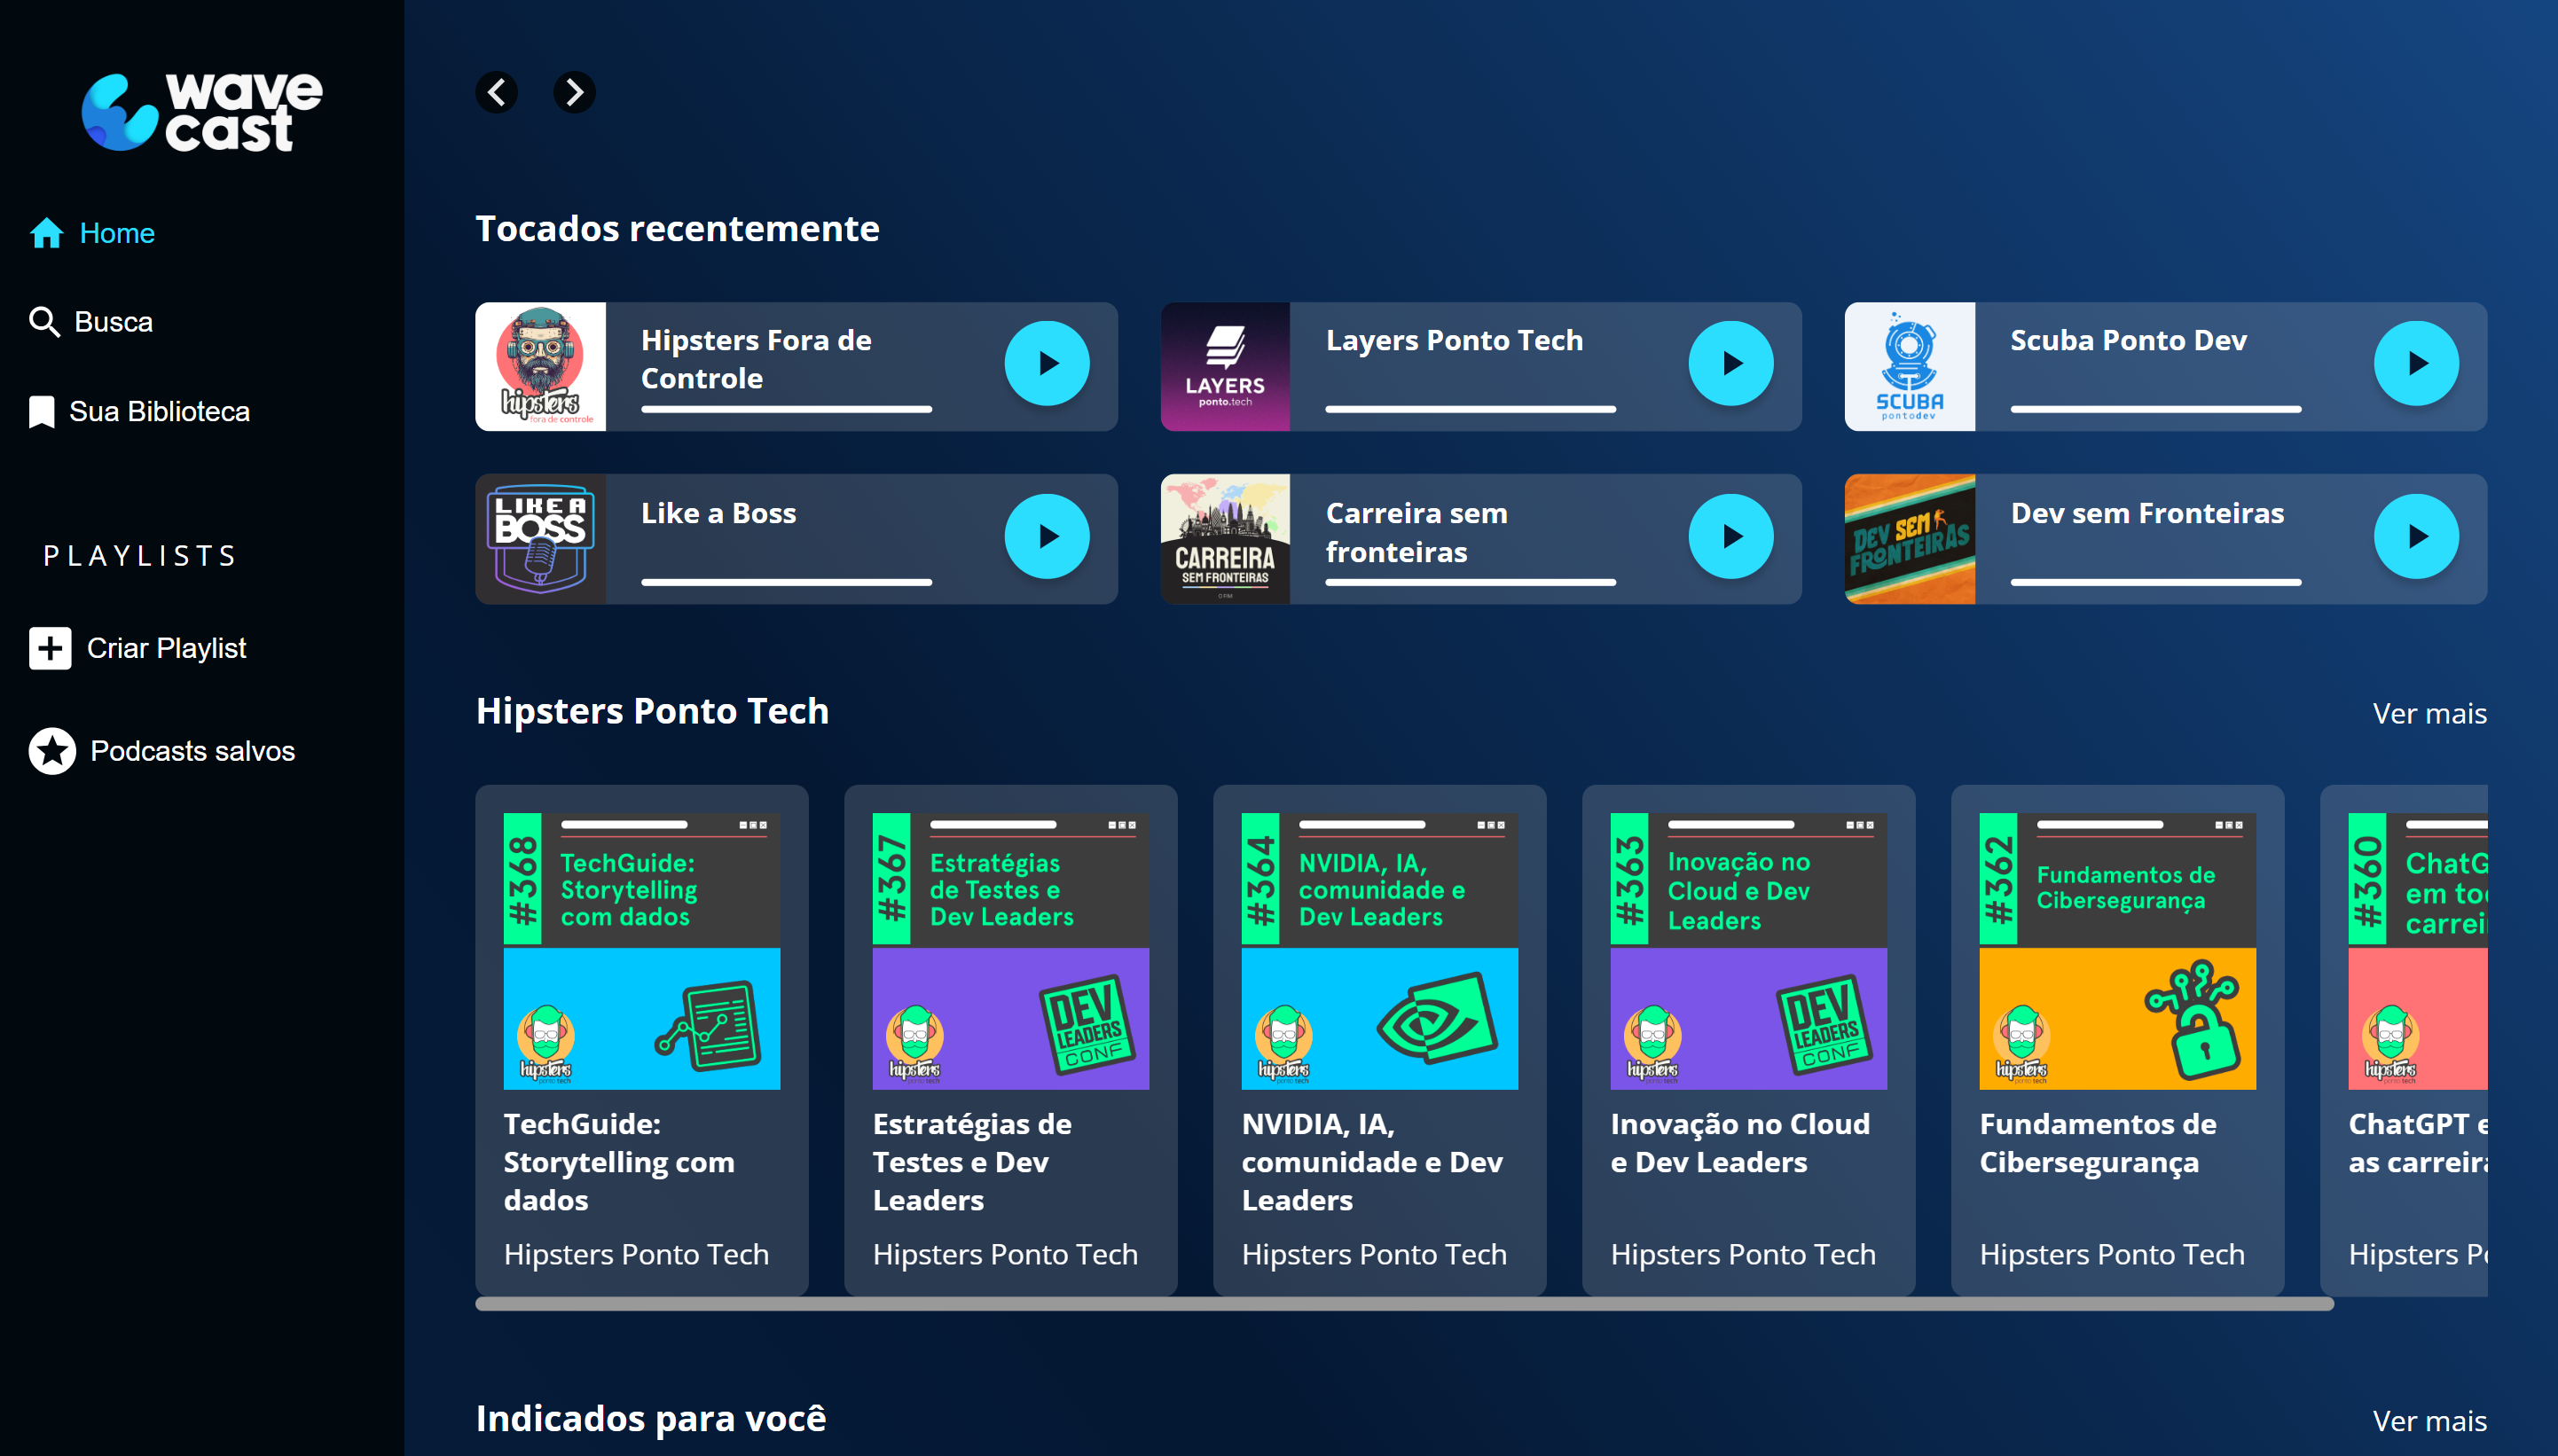 wave
cast
Home
Busca
Sua Biblioteca
PLAYLISTS
Criar Playlist
Podcasts salvos
Tocados recentemente
hipsters
fora de controle
Hipsters Fora de
Controle
LAYERS
ponto.tech
Layers Ponto Tech
SCUBA
pontodev
Scuba Ponto Dev
LIKE A
BOSS
Like a Boss
CARREIRA
SEM FRONTEIRAS
Carreira sem
fronteiras
DEV SEM
FRONTEIRAS
Dev sem Fronteiras
Hipsters Ponto Tech
Ver mais
#368
TechGuide:
Storytelling
com dados
hipsters
ponto tech
TechGuide:
Storytelling com
dados
Hipsters Ponto Tech
#367
Estratégias
de Testes e
Dev Leaders
hipsters
ponto tech
DEV
LEADERS
CONF
Estratégias de
Testes e Dev
Leaders
Hipsters Ponto Tech
#364
NVIDIA, IA,
comunidade e
Dev Leaders
hipsters
ponto tech
NVIDIA, IA,
comunidade e Dev
Leaders
Hipsters Ponto Tech
#363
Inovação no
Cloud e Dev
Leaders
hipsters
ponto tech
DEV
LEADERS
CONF
Inovação no Cloud
e Dev Leaders
Hipsters Ponto Tech
#362
Fundamentos de
Cibersegurança
hipsters
ponto tech
Fundamentos de
Cibersegurança
Hipsters Ponto Tech
#360
ChatG
em to
carrei
hipsters
ponto tech
ChatGPT e
as carreira
Hipsters Po
Indicados para você
Ver mais